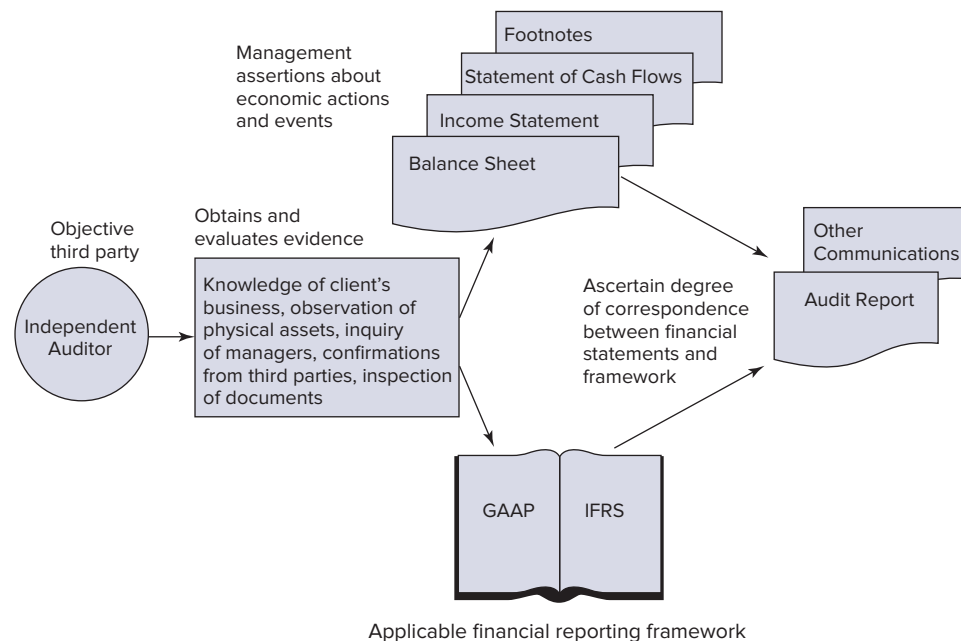 Management
assertions about
economic actions
and events
Footnotes
Statement of Cash Flows
Income Statement
Balance Sheet
Objective
third party
Independent
Auditor
Obtains and
evaluates evidence
Knowledge of client's
business, observation of
physical assets, inquiry
of managers, confirmations
from third parties, inspection
of documents
Ascertain degree
of correspondence
between financial
statements and
framework
Other
Communications
Audit Report
GAAP
IFRS
Applicable financial reporting framework